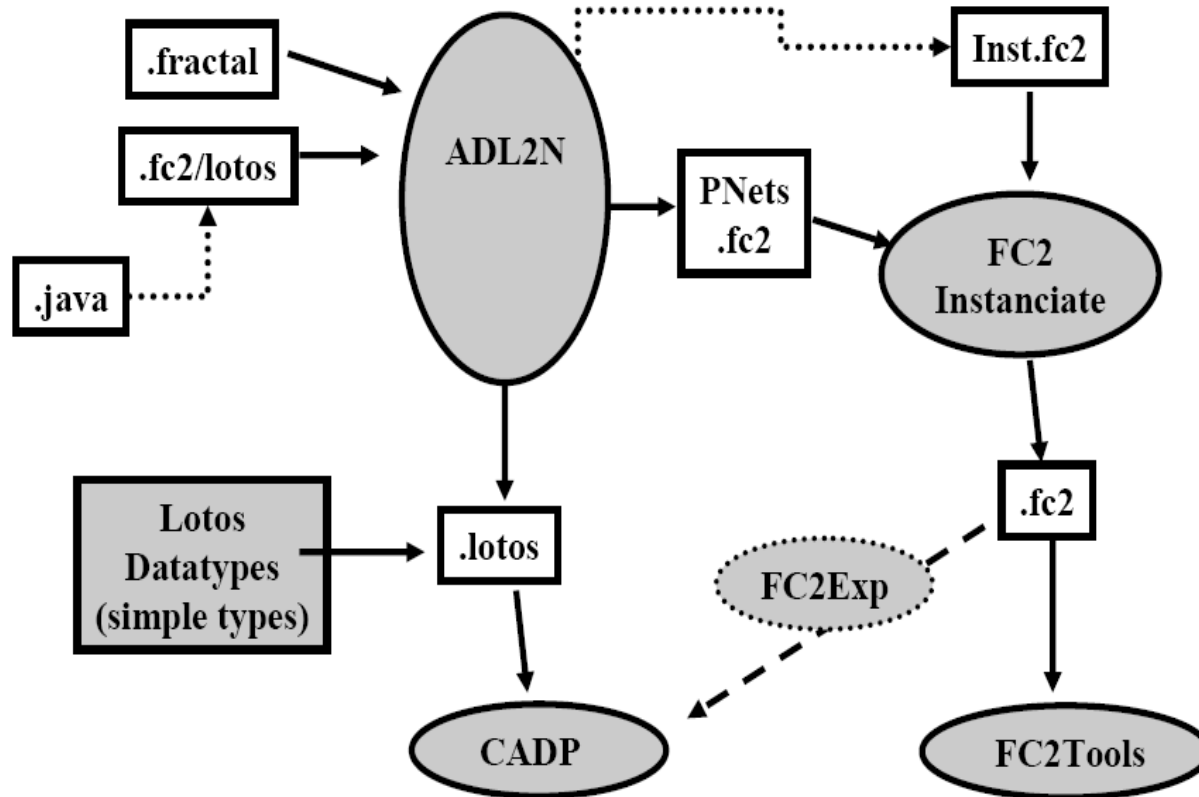 .fractal
ADL2N
Inst.fc2
.fc2/lotos
PNets
.fc2
.java
FC2
Instanciate
Lotos
Datatypes
(simple types)
.lotos
.fc2
FC2Exp
CADP
FC2Tools